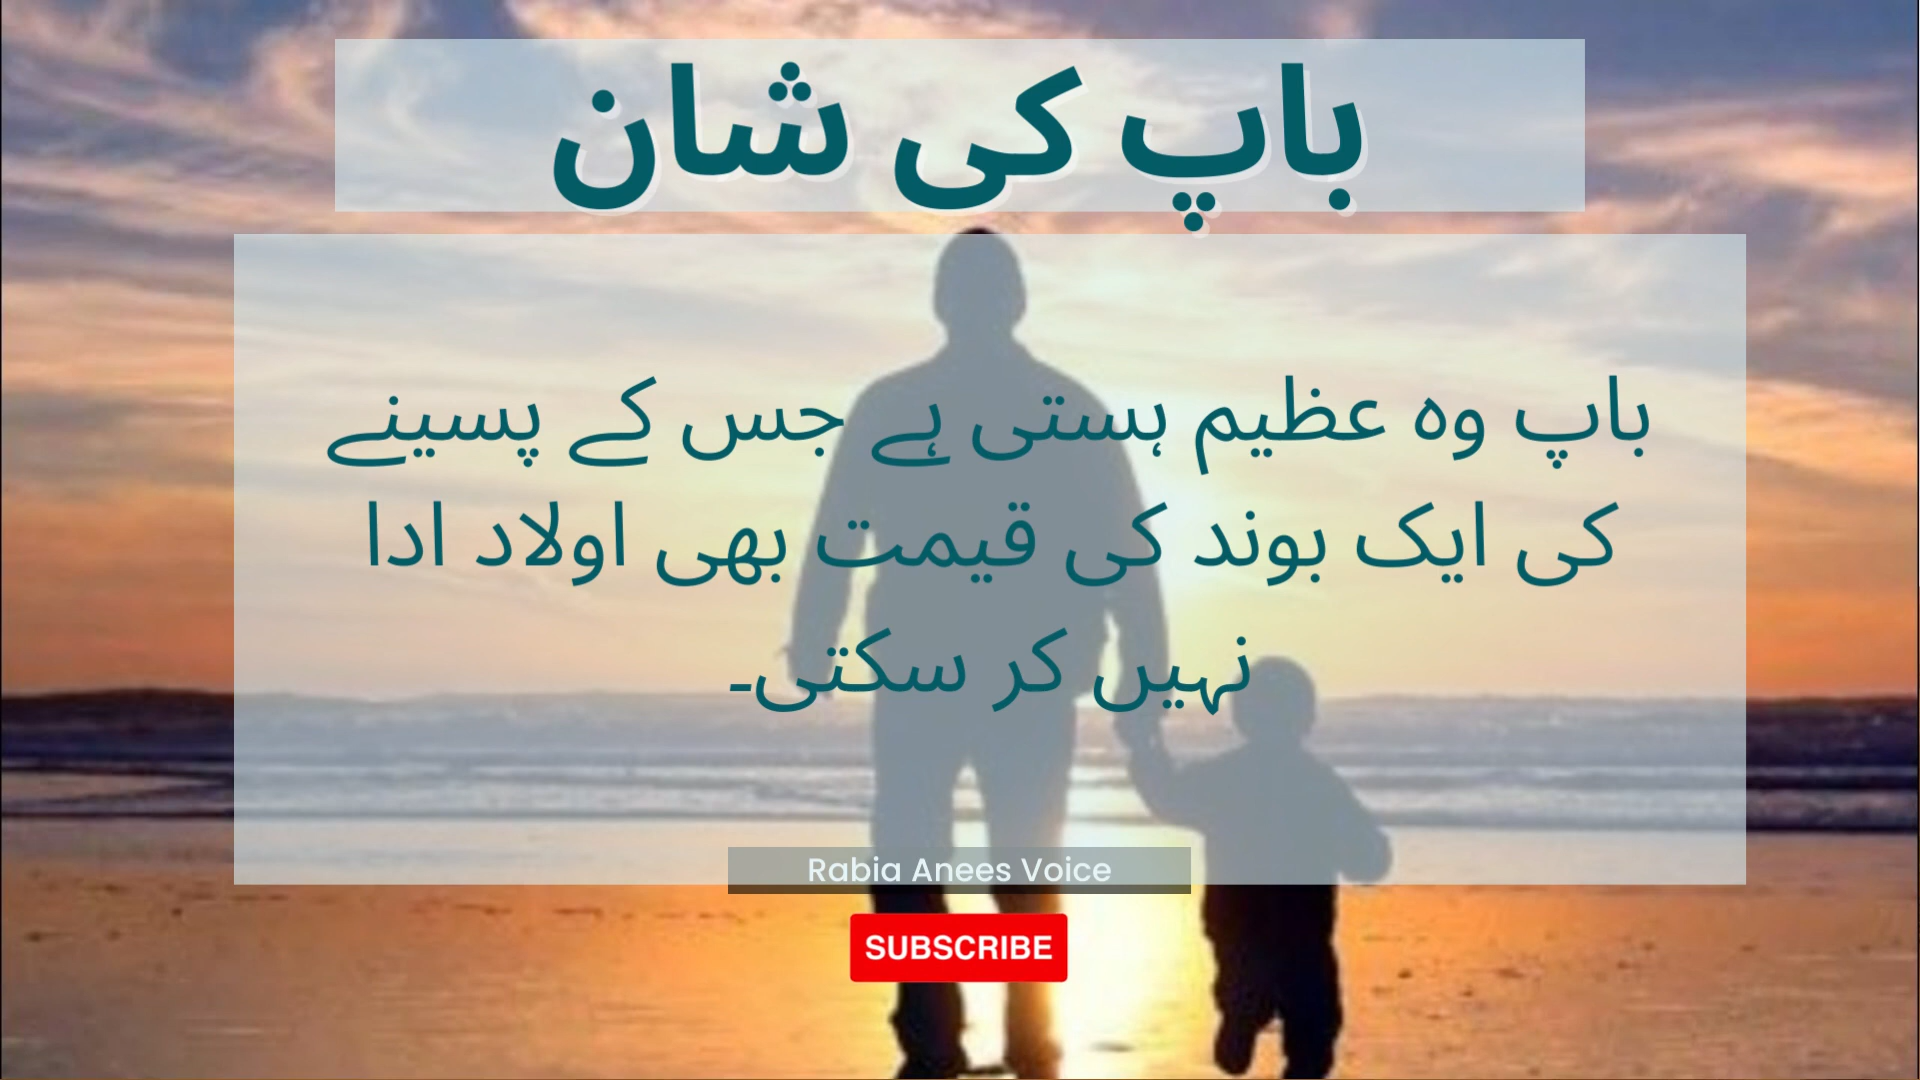 باپ کی شان
باپ وہ عظیم ہستی ہے جس کے پسینے
کی ایک بوند کی قیمت بھی اولاد ادا
نہیں کر سکتی۔
Rabia Anees Voice
SUBSCRIBE